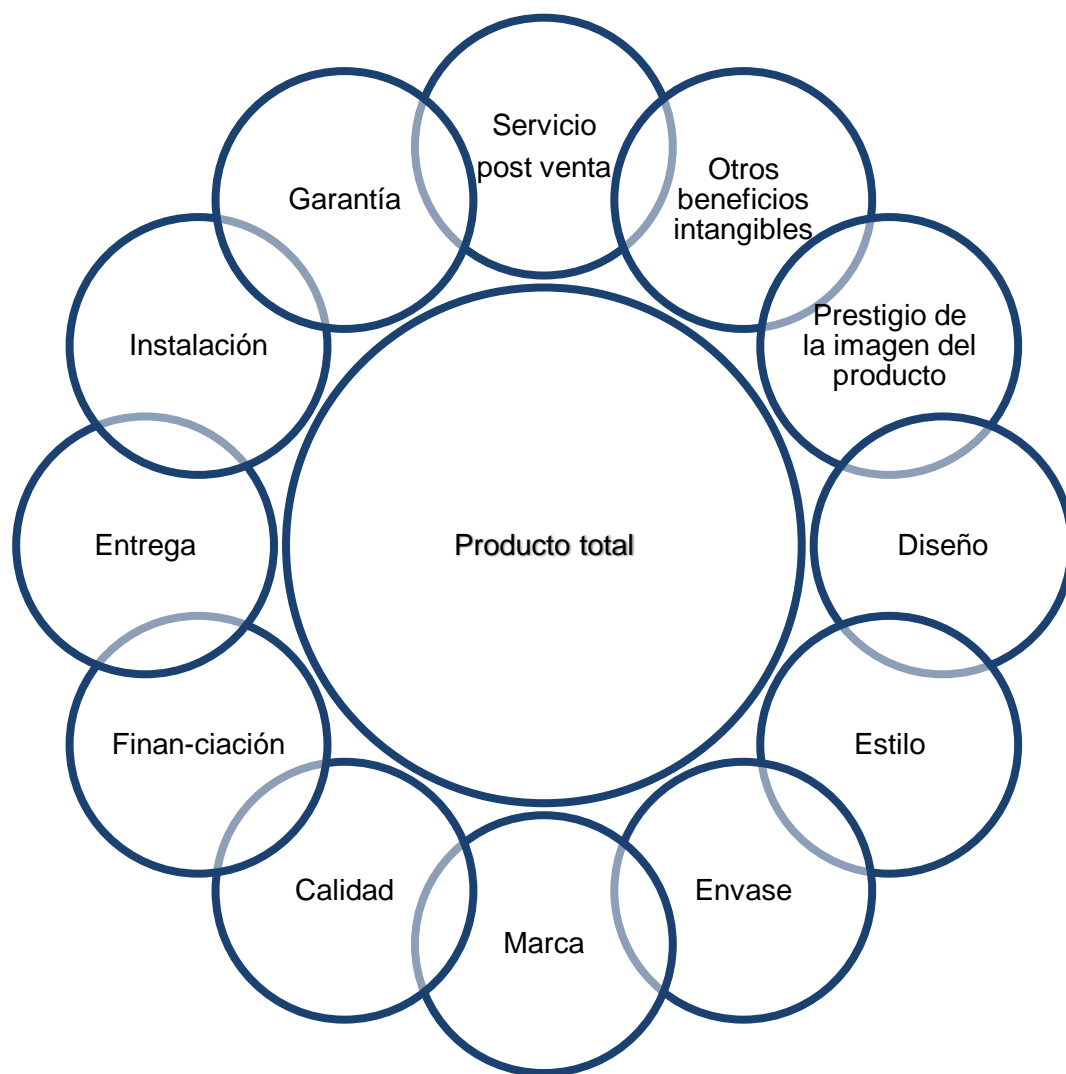 Servicio
post venta
Otros
beneficios
intangibles
Prestigio de
la imagen del
producto
Diseño
Estilo
Envase
Marca
Calidad
Finan-ciación
Entrega
Instalación
Garantía
Producto total